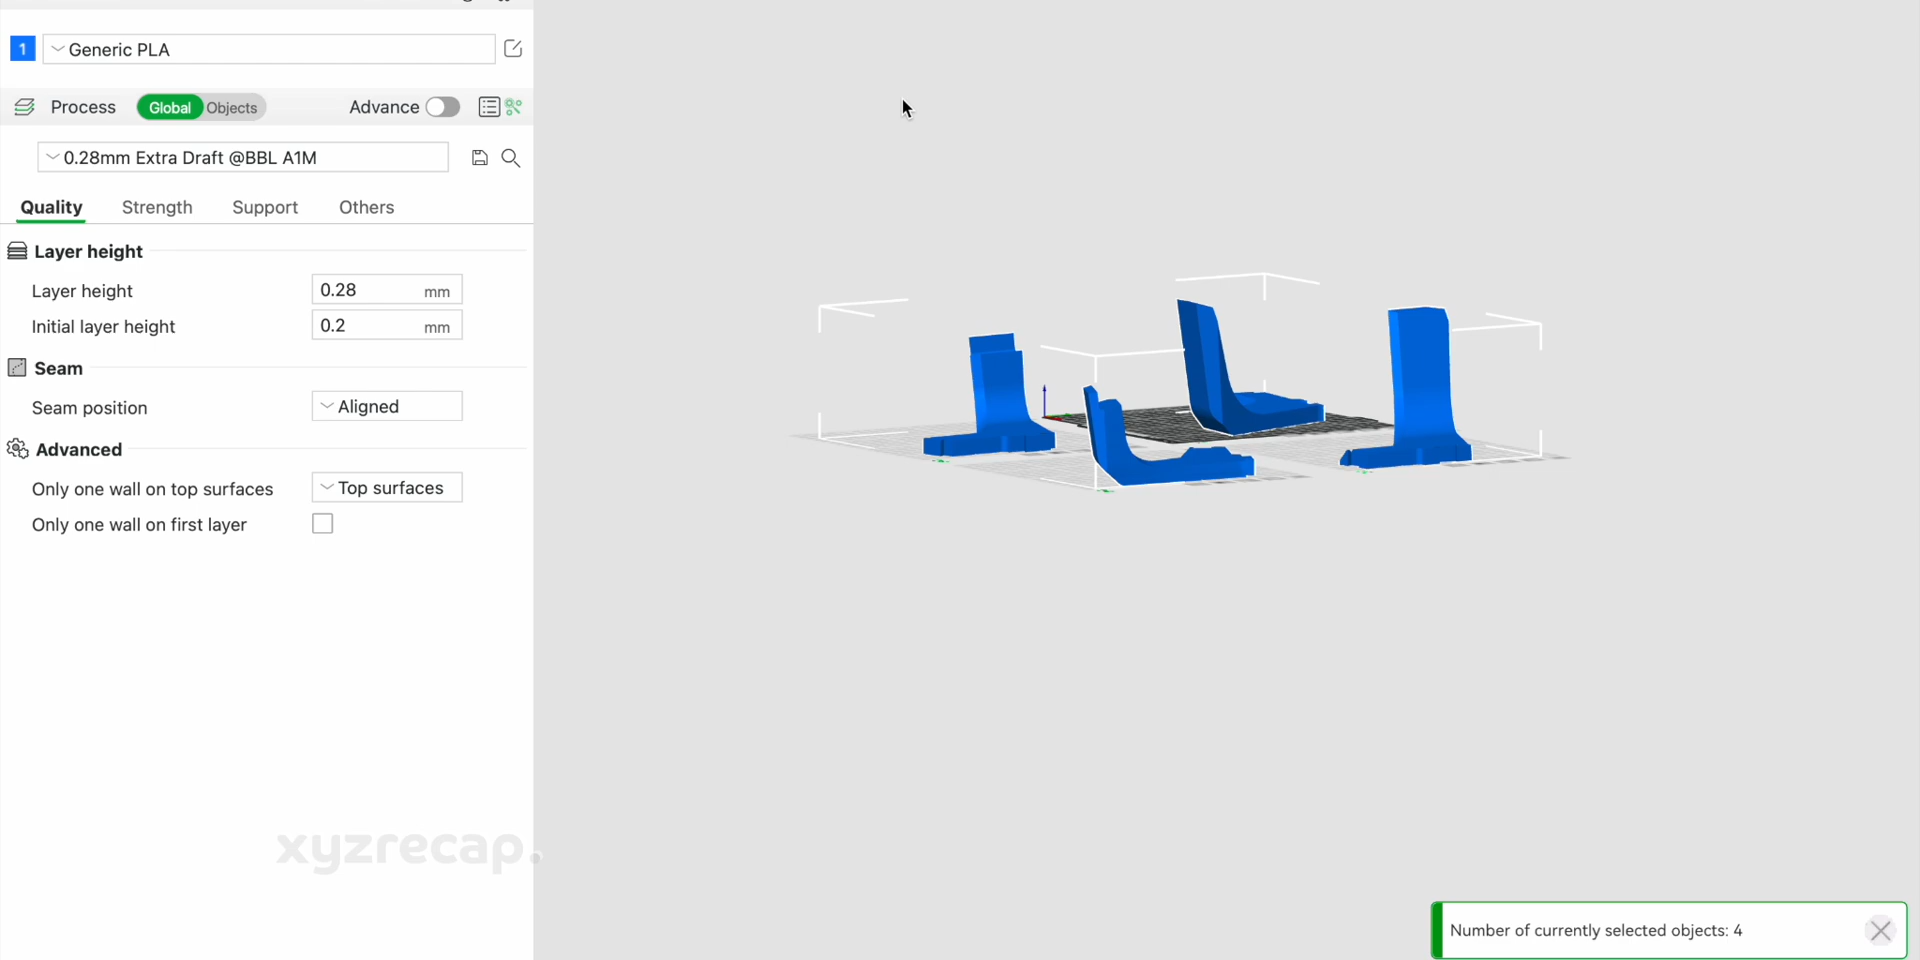 1 Generic PLA
Process Global Objects Advance
0.28mm Extra Draft @BBL A1M
Quality Strength Support Others
Layer height
Layer height 0.28 mm
Initial layer height 0.2 mm
Seam
Seam position Aligned
Advanced
Only one wall on top surfaces Top surfaces
Only one wall on first layer
xyzrecap.
Number of currently selected objects: 4